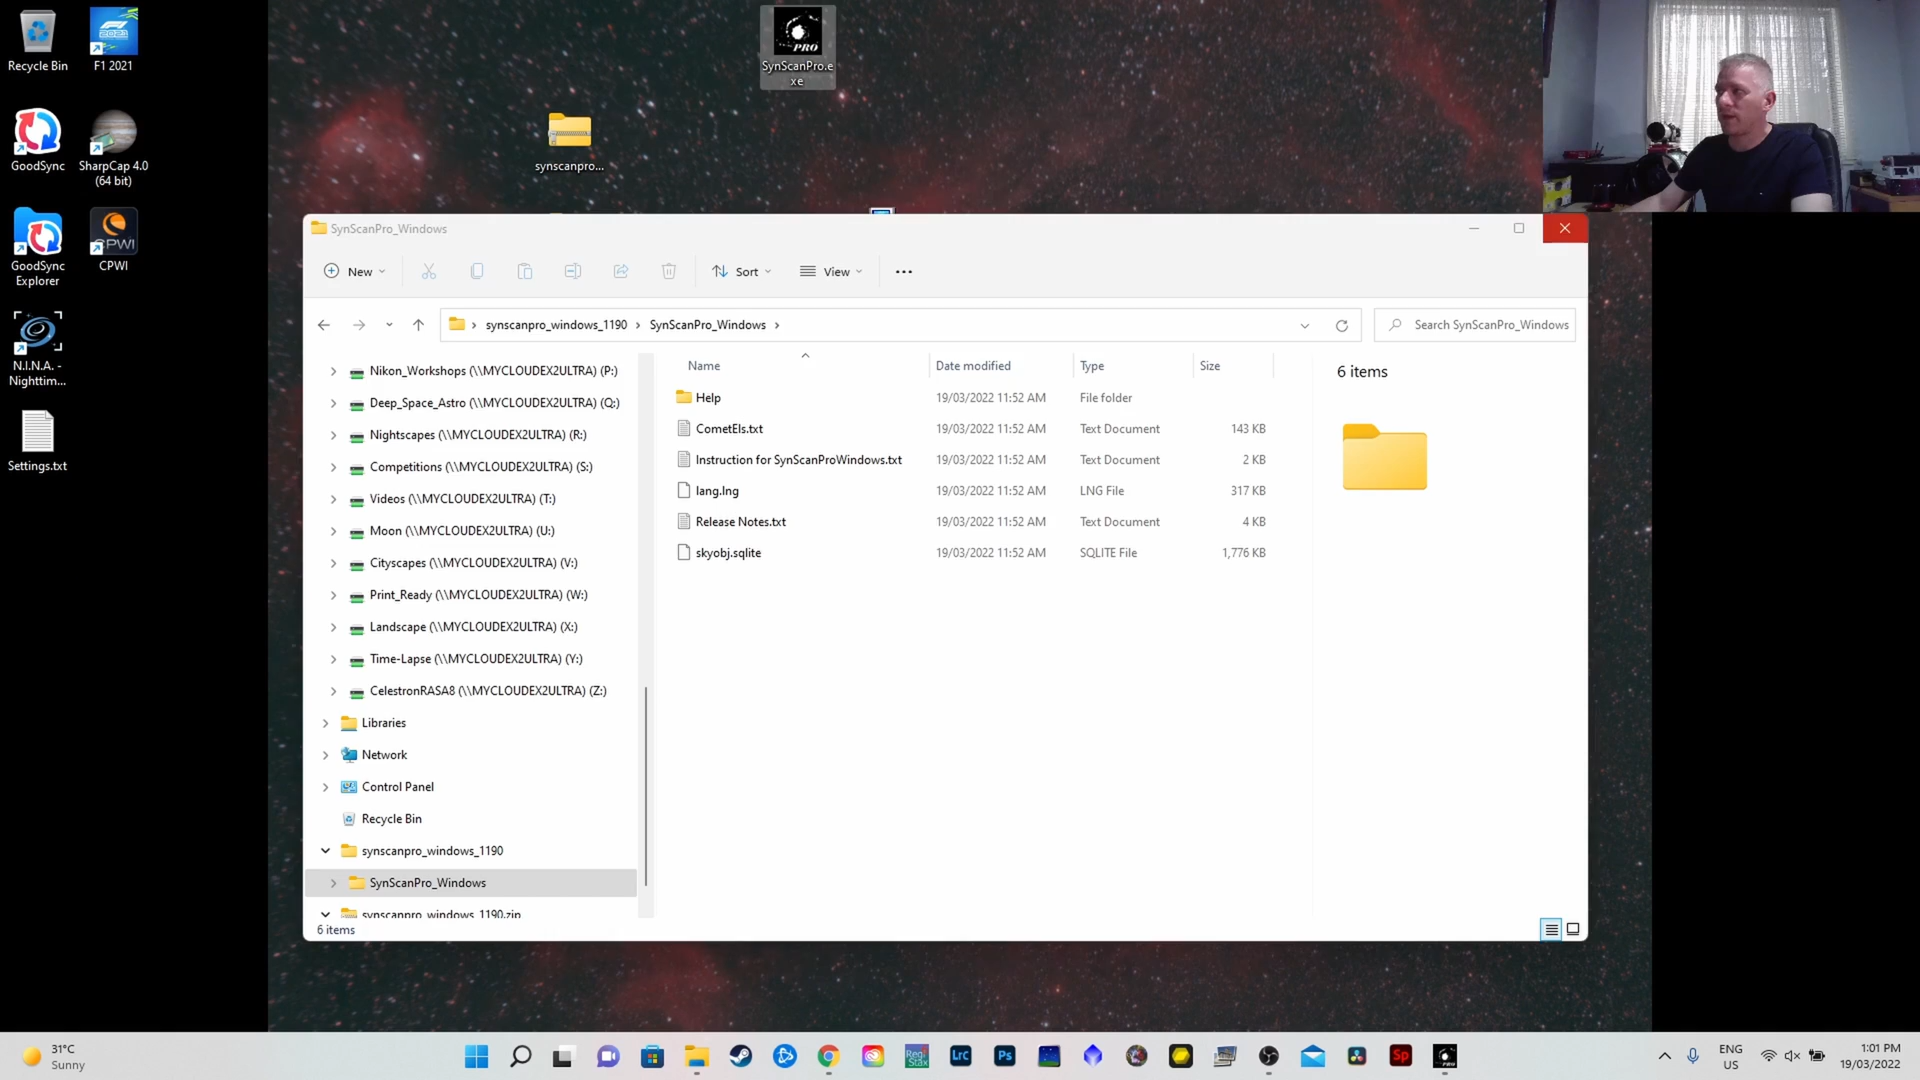 Recycle Bin
F1 2021
GoodSync
SharpCap 4.0
(64 bit)
GoodSync
Explorer
CPWI
CPWI
N.I.N.A. -
Nighttim...
Settings.txt
PRO
SynScanPro.e
xe
synscanpro...
SynScanPro_Windows
New
Sort
View
synscanpro_windows_1190
SynScanPro_Windows
Search SynScanPro_Windows
Nikon_Workshops (\\MYCLOUDEX2ULTRA) (P:)
Deep_Space_Astro (\\MYCLOUDEX2ULTRA) (Q:)
Nightscapes (\\MYCLOUDEX2ULTRA) (R:)
Competitions (\\MYCLOUDEX2ULTRA) (S:)
Videos (\\MYCLOUDEX2ULTRA) (T:)
Moon (\\MYCLOUDEX2ULTRA) (U:)
Cityscapes (\\MYCLOUDEX2ULTRA) (V:)
Print_Ready (\\MYCLOUDEX2ULTRA) (W:)
Landscape (\\MYCLOUDEX2ULTRA) (X:)
Time-Lapse (\\MYCLOUDEX2ULTRA) (Y:)
CelestronRASA8 (\\MYCLOUDEX2ULTRA) (Z:)
Libraries
Network
Control Panel
Recycle Bin
synscanpro_windows_1190
SynScanPro_Windows
synscanpro_windows_1190.zip
Name Date modified Type Size
Help 19/03/2022 11:52 AM File folder
CometEls.txt 19/03/2022 11:52 AM Text Document 143 KB
Instruction for SynScanProWindows.txt 19/03/2022 11:52 AM Text Document 2 KB
lang.lng 19/03/2022 11:52 AM LNG File 317 KB
Release Notes.txt 19/03/2022 11:52 AM Text Document 4 KB
skyobj.sqlite 19/03/2022 11:52 AM SQLITE File 1,776 KB
6 items
6 items
31°C
Sunny
Lrc
Ps
Sp
ENG
US
1:01 PM
19/03/2022